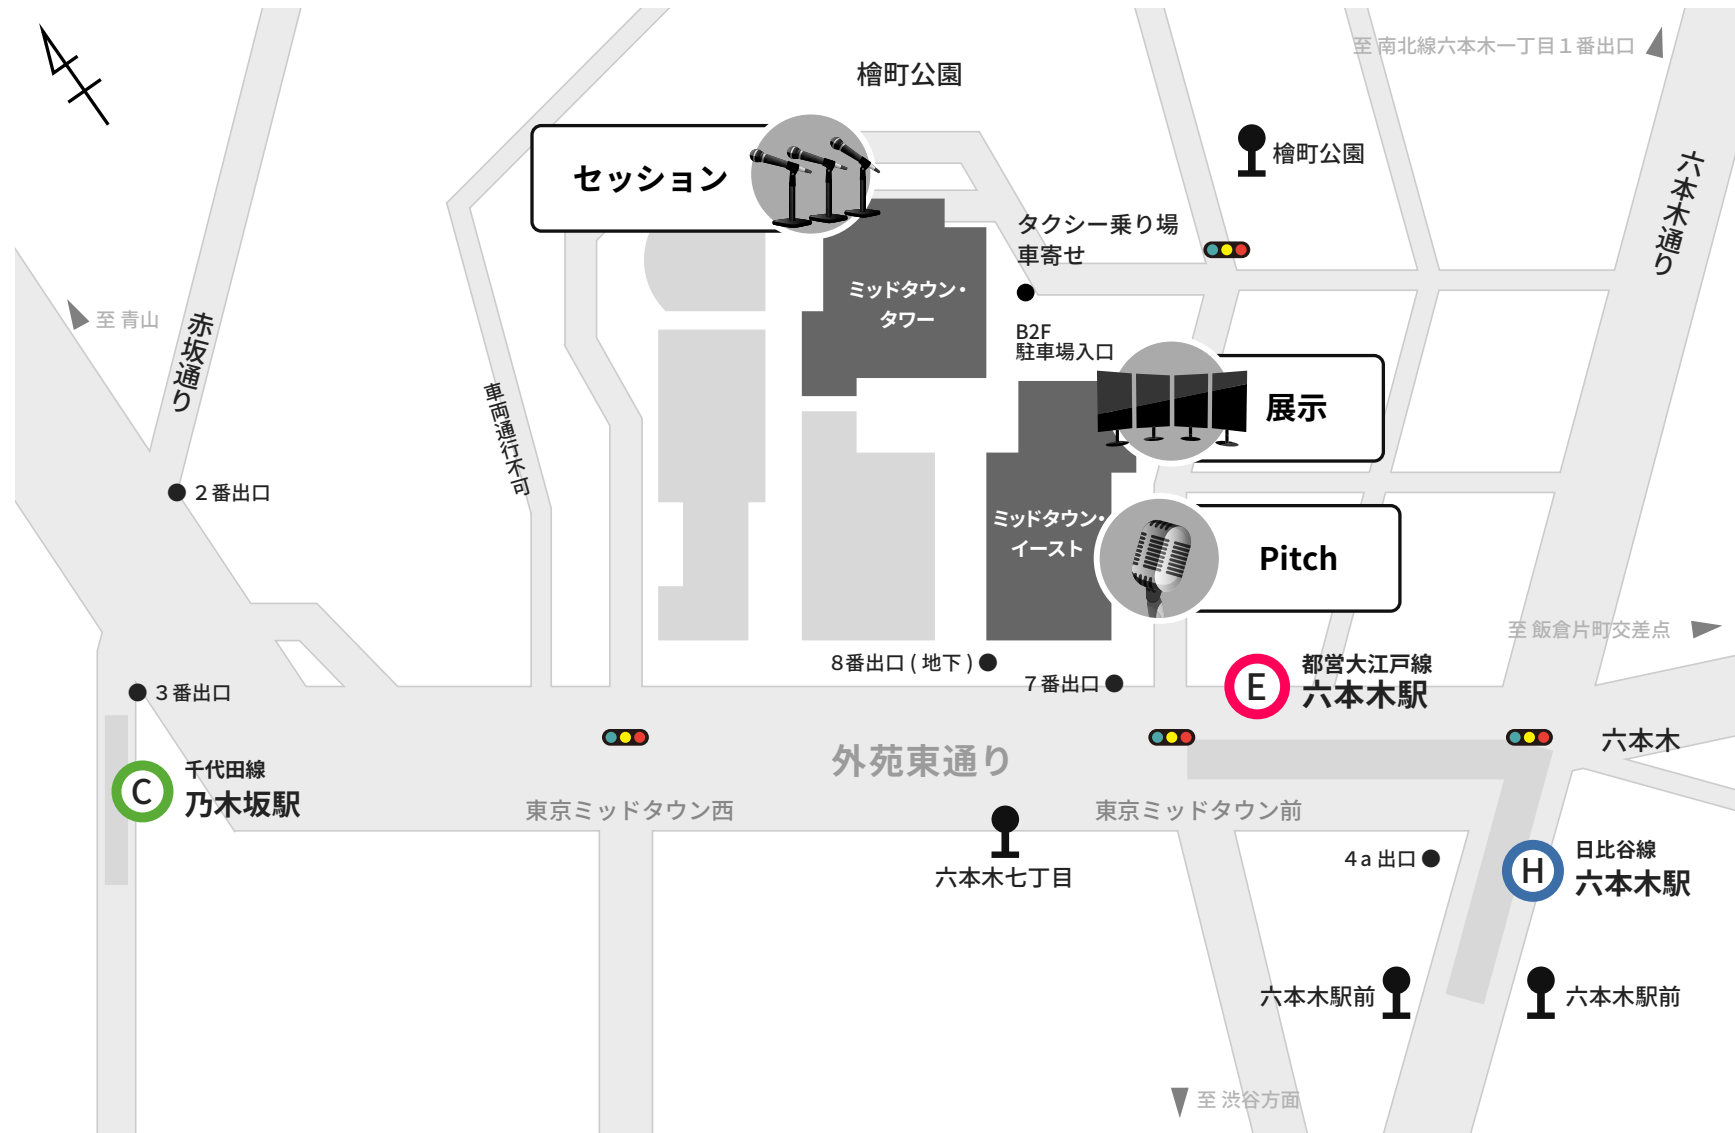 至 南北線六本木一丁目１番出口
檜町公園
セッション
檜町公園
六本木通り
タクシー乗り場
車寄せ
ミッドタウン・
タワー
至 青山
赤坂通り
B2F
駐車場入口
車両通行不可
展示
２番出口
ミッドタウン・
イースト
Pitch
至 飯倉片町交差点
８番出口 ( 地下 )
７番出口
E
都営大江戸線
六本木駅
３番出口
六本木
外苑東通り
C
千代田線
乃木坂駅
東京ミッドタウン西
東京ミッドタウン前
六本木七丁目
４a 出口
H
日比谷線
六本木駅
六本木駅前
六本木駅前
至 渋谷方面